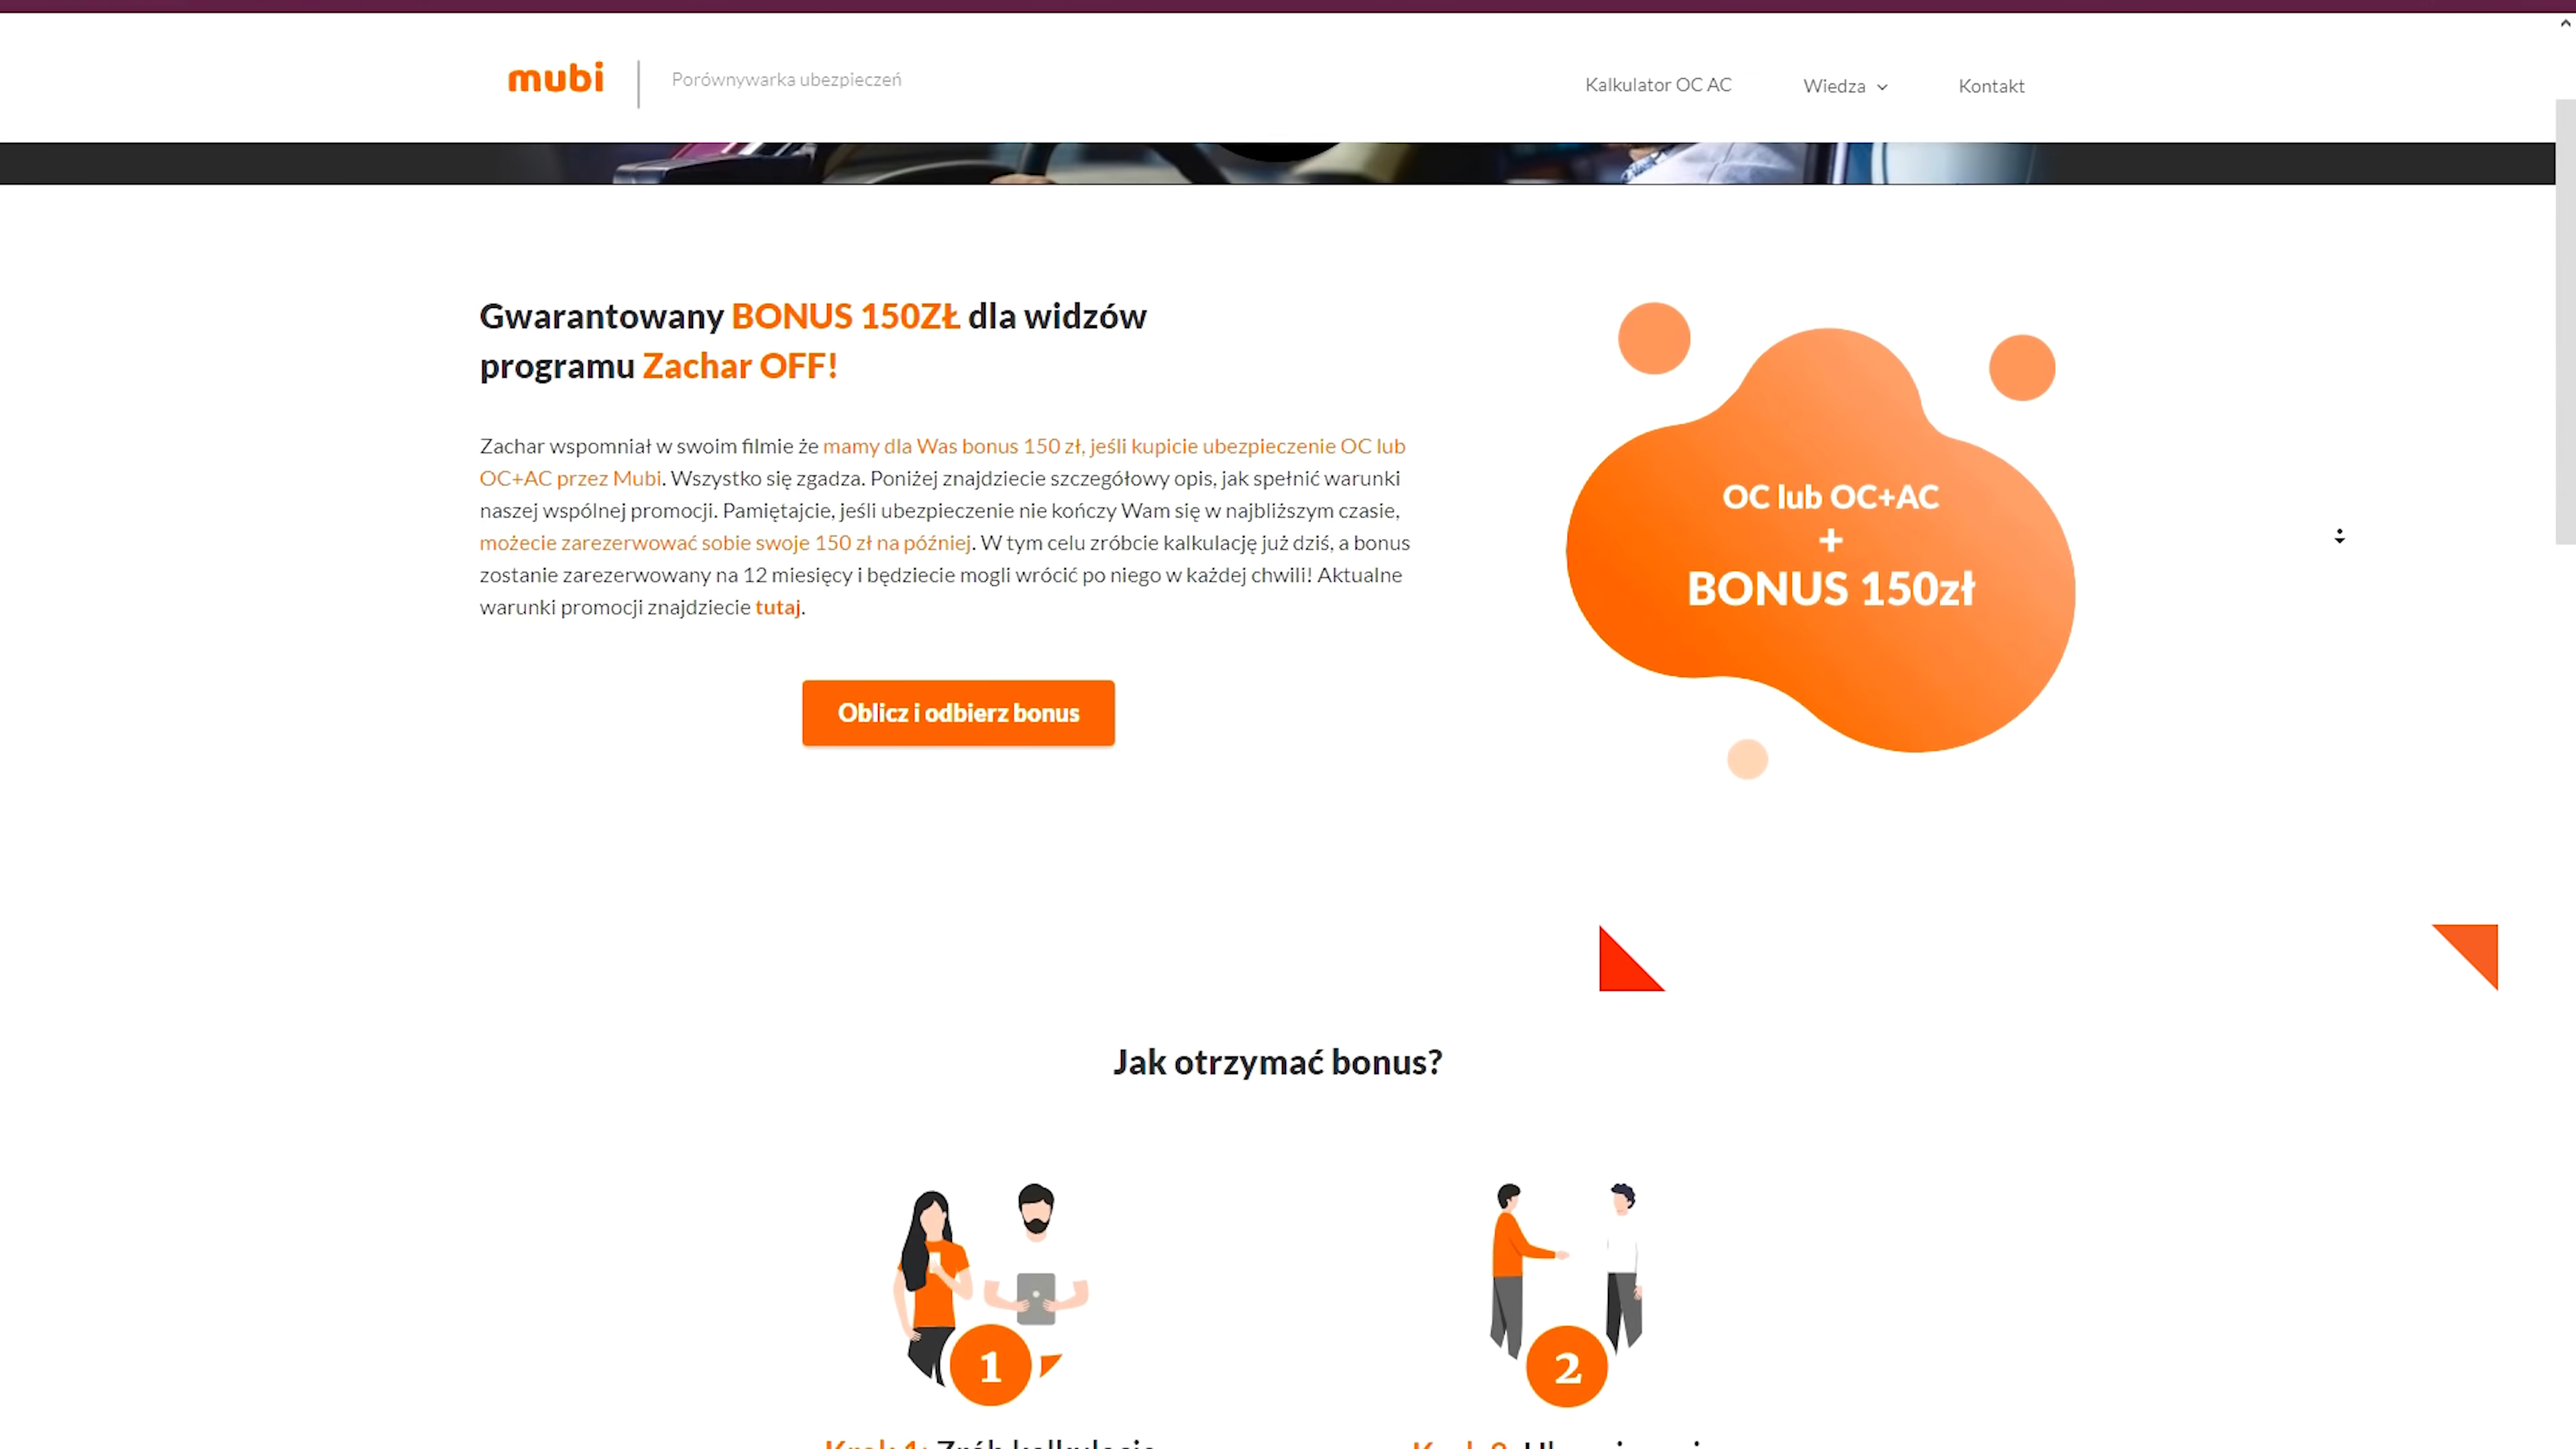 mubi
Porównywarka ubezpieczeń
Kalkulator OC AC
Wiedza
Kontakt
Gwarantowany BONUS 150ZŁ dla widzów
programu Zachar OFF!
Zachar wspomniał w swoim filmie że mamy dla Was bonus 150 zł, jeśli kupicie ubezpieczenie OC lub
OC+AC przez Mubi. Wszystko się zgadza. Poniżej znajdziecie szczegółowy opis, jak spełnić warunki
naszej wspólnej promocji. Pamiętajcie, jeśli ubezpieczenie nie kończy Wam się w najbliższym czasie,
możecie zarezerwować sobie swoje 150 zł na później. W tym celu zróbcie kalkulację już dziś, a bonus
zostanie zarezerwowany na 12 miesięcy i będziecie mogli wrócić po niego w każdej chwili! Aktualne
warunki promocji znajdziecie tutaj.
Oblicz i odbierz bonus
OC lub OC+AC
+
BONUS 150zł
Jak otrzymać bonus?
1
2
Krok 1: Zrób kalkulację
Krok 2: